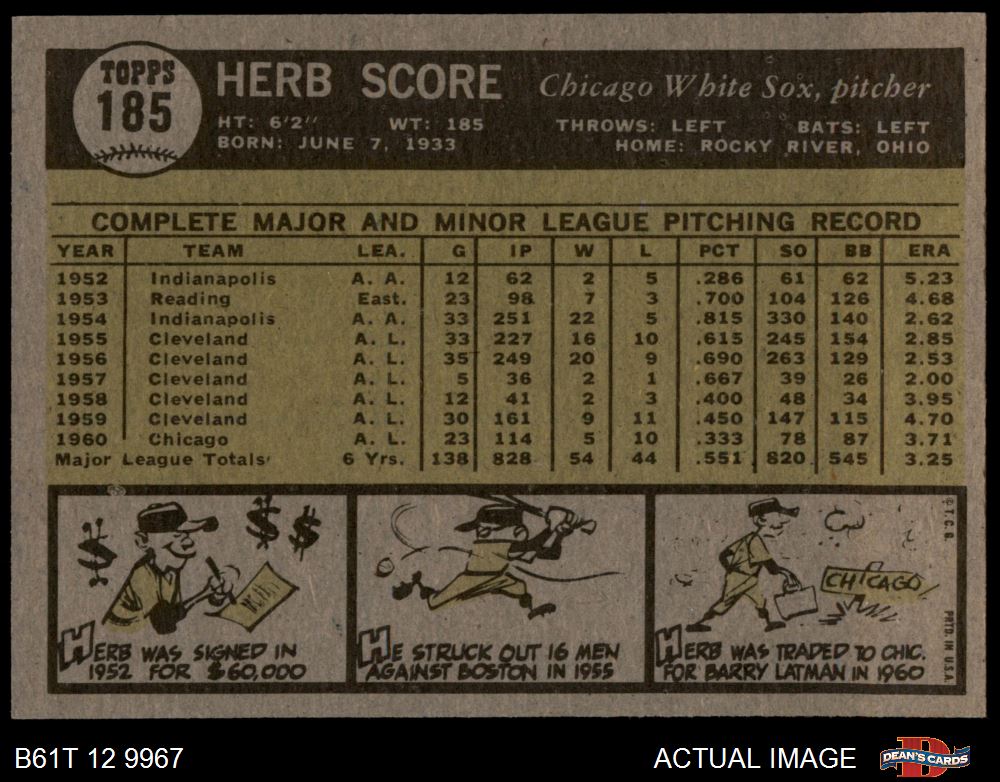 TOPPS
185
HERB SCORE
Chicago White Sox, pitcher
HT: 6'2'' WT: 185 THROWS: LEFT BATS: LEFT
BORN: JUNE 7, 1933 HOME: ROCKY RIVER, OHIO
COMPLETE MAJOR AND MINOR LEAGUE PITCHING RECORD
YEAR TEAM LEA. G IP W L PCT SO BB ERA
1952 Indianapolis A. A. 12 62 2 5 .286 61 62 5.23
1953 Reading East. 23 98 7 3 .700 104 126 4.68
1954 Indianapolis A. A. 33 251 22 5 .815 330 140 2.62
1955 Cleveland A. L. 33 227 16 10 .615 245 154 2.85
1956 Cleveland A. L. 35 249 20 9 .690 263 129 2.53
1957 Cleveland A. L. 5 36 2 1 .667 39 26 2.00
1958 Cleveland A. L. 12 41 2 3 .400 48 34 3.95
1959 Cleveland A. L. 30 161 9 11 .450 147 115 4.70
1960 Chicago A. L. 23 114 5 10 .333 78 87 3.71
Major League Totals 6 Yrs. 138 828 54 44 .551 820 545 3.25
$ $ $
HERB WAS SIGNED IN
1952 FOR $60,000
HE STRUCK OUT 16 MEN
AGAINST BOSTON IN 1955
CHICAGO
HERB WAS TRADED TO CHIC.
FOR BARRY LATMAN IN 1960
© T. C. G.
PRTD. IN U.S.A.
B61T 12 9967
ACTUAL IMAGE
DEAN'S CARDS